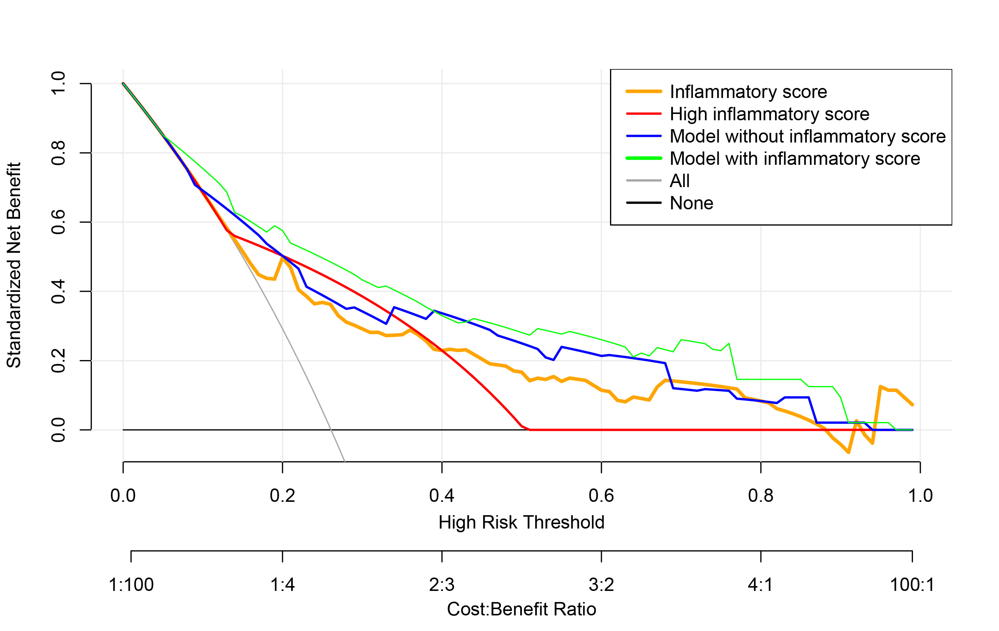 Inflammatory score
High inflammatory score
Model without inflammatory score
Model with inflammatory score
All
None
Standardized Net Benefit
1.0
0.8
0.6
0.4
0.2
0.0
0.0 0.2 0.4 0.6 0.8 1.0
High Risk Threshold
1:100 1:4 2:3 3:2 4:1 100:1
Cost:Benefit Ratio